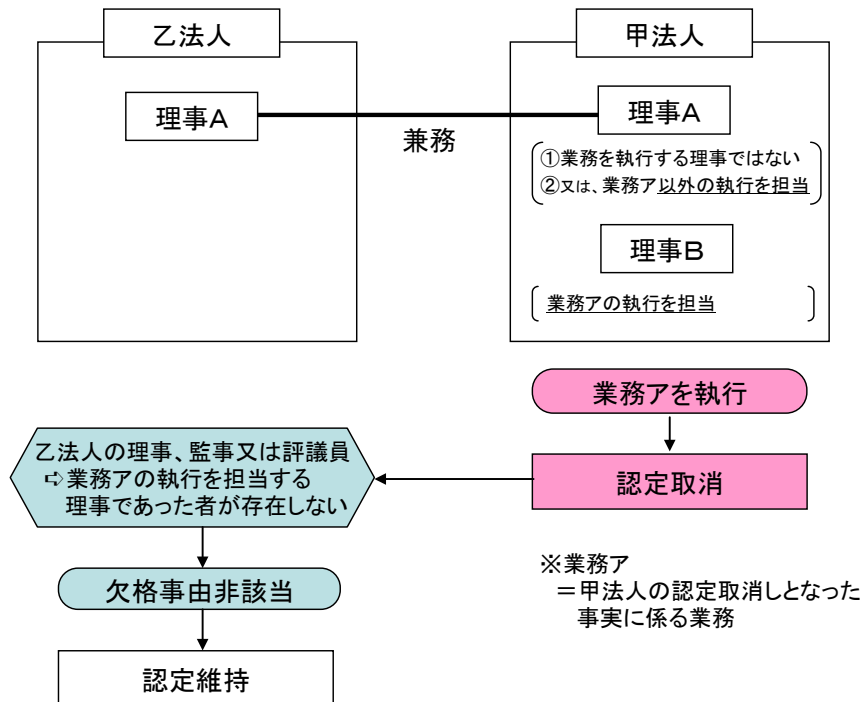 乙法人
甲法人
理事A
理事A
兼務
①業務を執行する理事ではない
②又は、業務ア以外の執行を担当
理事B
業務アの執行を担当
業務アを執行
乙法人の理事、監事又は評議員
⇨業務アの執行を担当する
理事であった者が存在しない
認定取消
欠格事由非該当
※業務ア
＝甲法人の認定取消しとなった
事実に係る業務
認定維持